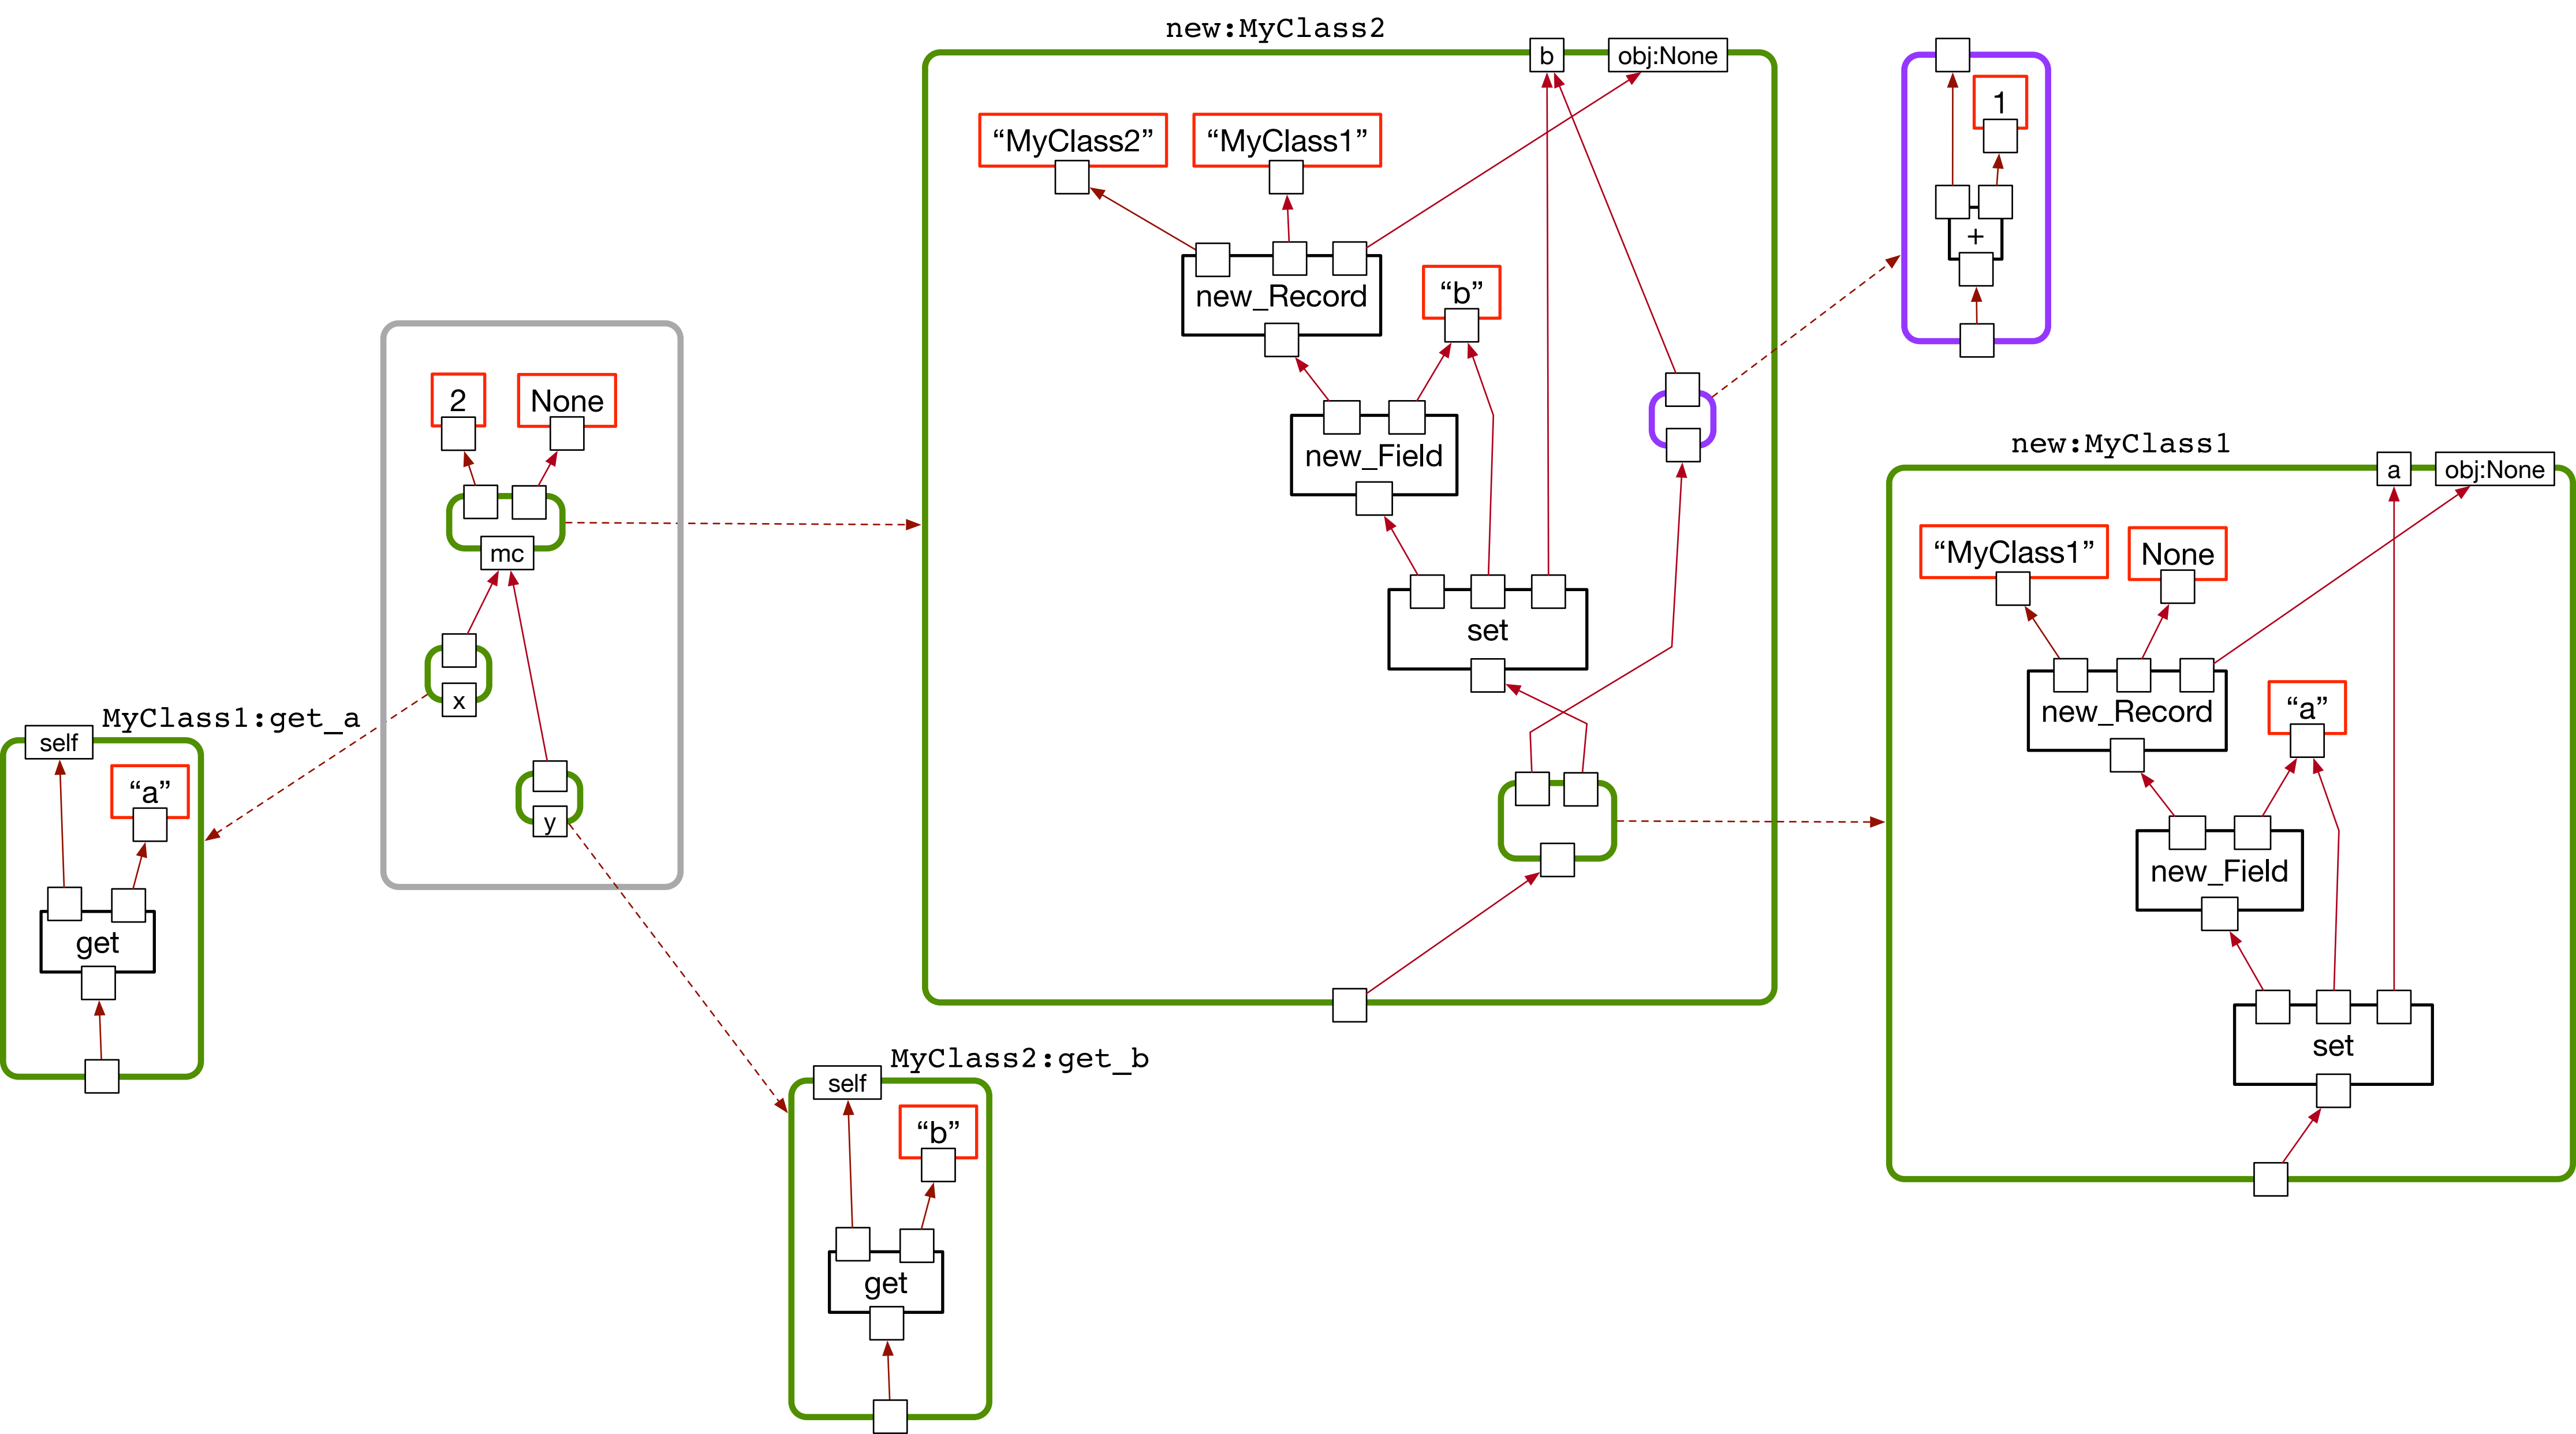 new:MyClass2
b
obj:None
“MyClass2”
“MyClass1”
new_Record
“b”
new_Field
set
1
+
2
None
mc
x
y
MyClass1:get_a
self
“a”
get
MyClass2:get_b
self
“b”
get
new:MyClass1
a
obj:None
“MyClass1”
None
new_Record
“a”
new_Field
set